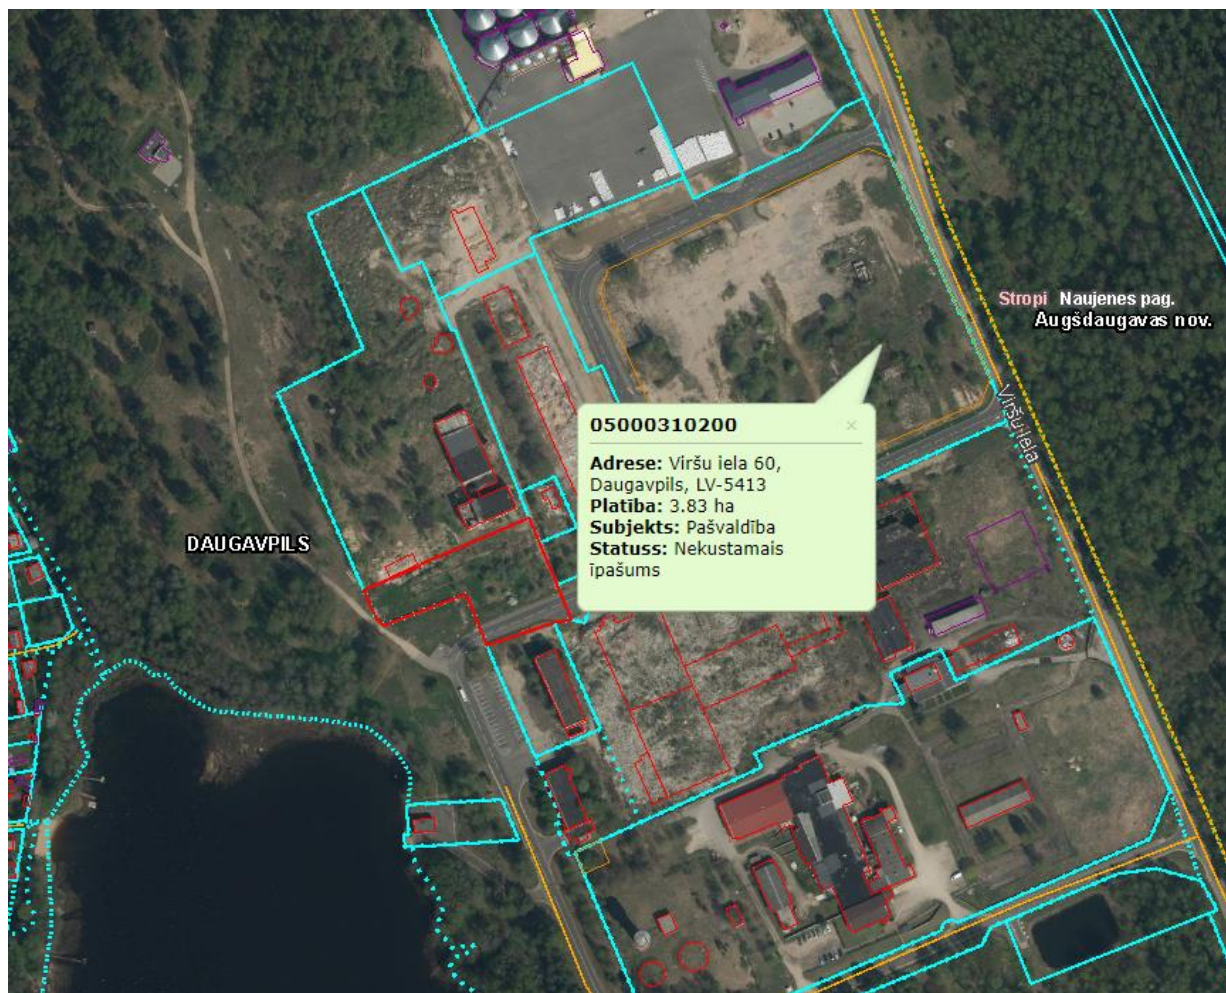 Stropi Naujenes pag.
Augšdaugavas nov.
Viršu iela
05000310200 ×
Adrese: Viršu iela 60,
Daugavpils, LV-5413
Platība: 3.83 ha
Subjekts: Pašvaldība
Statuss: Nekustamais
īpašums
DAUGAVPILS